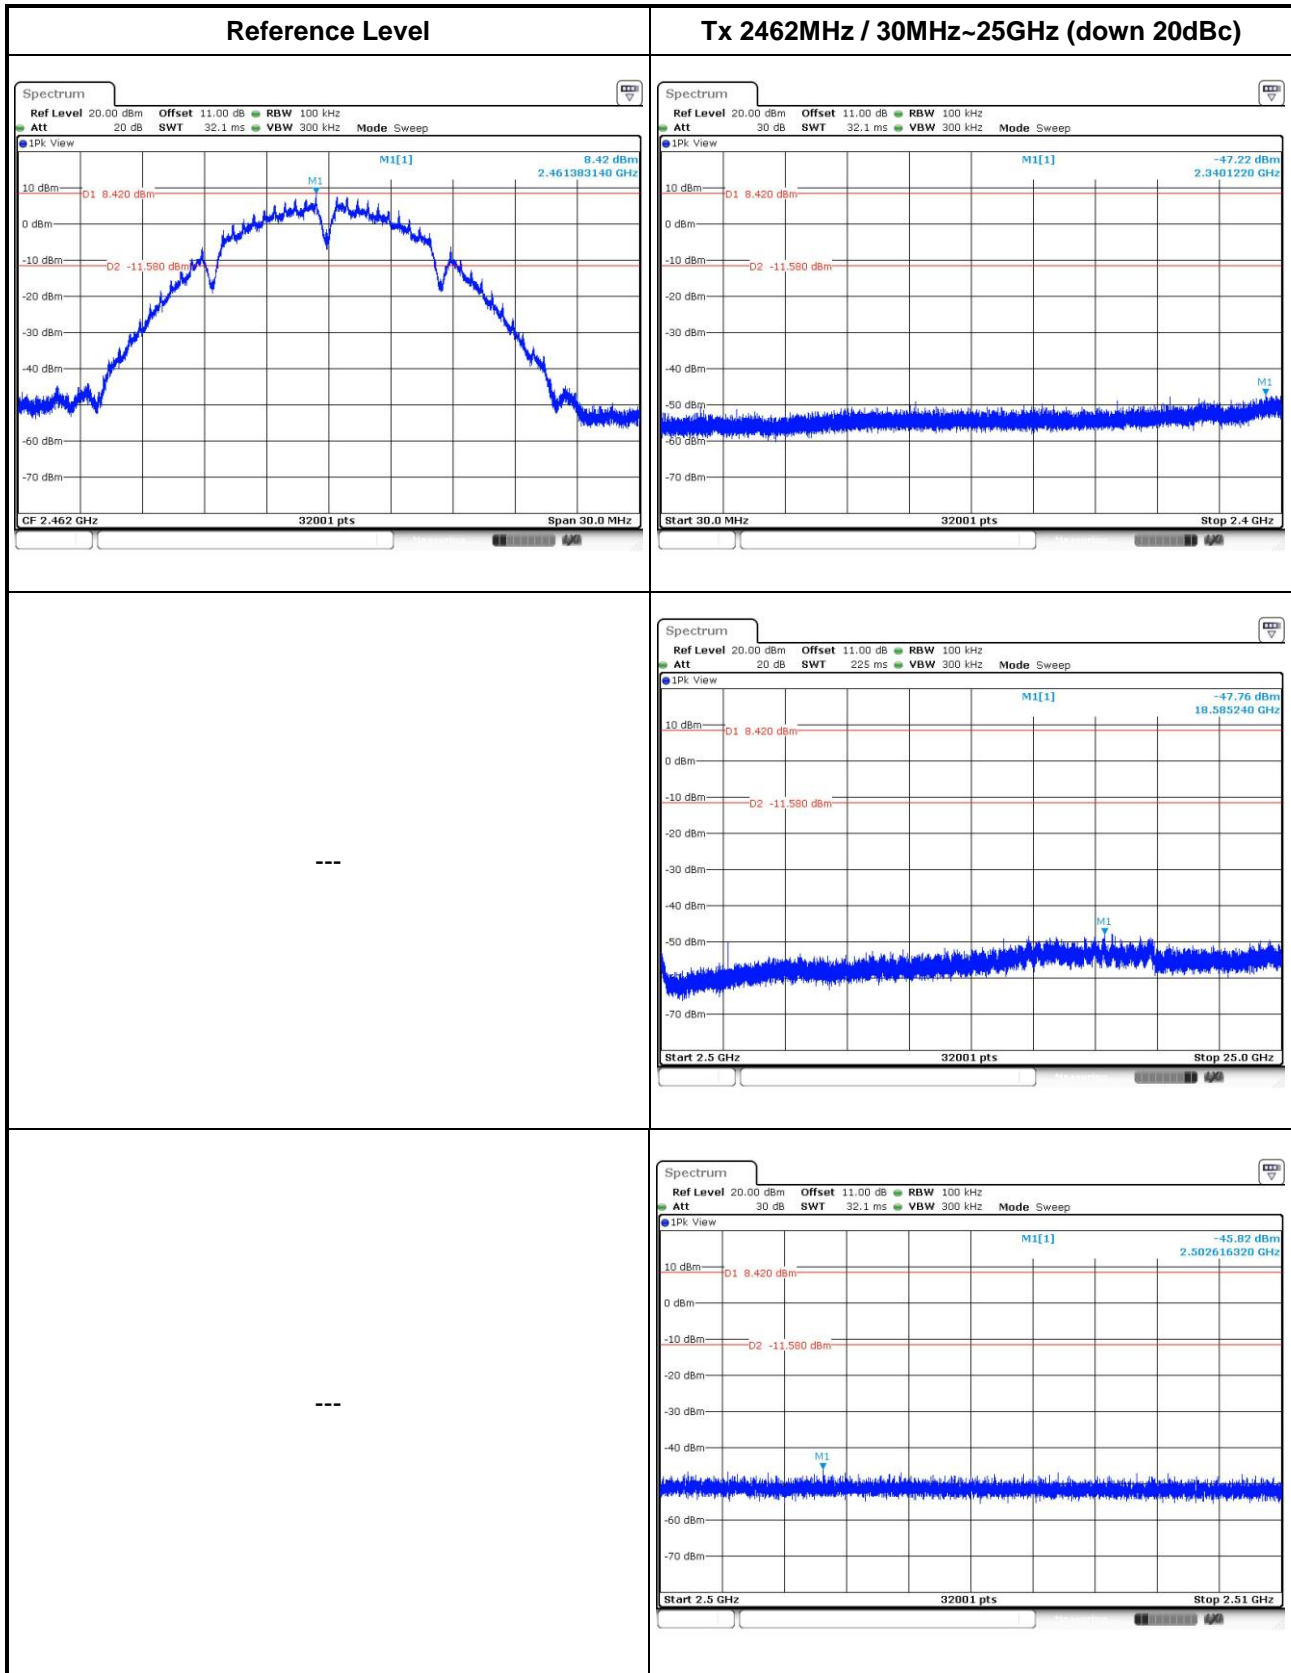 Reference Level
Tx 2462MHz / 30MHz~25GHz (down 20dBc)
Spectrum
Ref Level 20.00 dBm Offset 11.00 dB RBW 100 kHz
Att 20 dB SWT 32.1 ms VBW 300 kHz Mode Sweep
1Pk View
M1[1] 8.42 dBm
2.461383140 GHz
M1
10 dBm
D1 8.420 dBm
0 dBm
-10 dBm
D2 -11.580 dBm
-20 dBm
-30 dBm
-40 dBm
-50 dBm
-60 dBm
-70 dBm
CF 2.462 GHz 32001 pts Span 30.0 MHz
Spectrum
Ref Level 20.00 dBm Offset 11.00 dB RBW 100 kHz
Att 30 dB SWT 32.1 ms VBW 300 kHz Mode Sweep
1Pk View
M1[1] -47.22 dBm
2.3401220 GHz
10 dBm
D1 8.420 dBm
0 dBm
-10 dBm
D2 -11.580 dBm
-20 dBm
-30 dBm
-40 dBm
M1
-50 dBm
-60 dBm
-70 dBm
Start 30.0 MHz 32001 pts Stop 2.4 GHz
---
Spectrum
Ref Level 20.00 dBm Offset 11.00 dB RBW 100 kHz
Att 20 dB SWT 225 ms VBW 300 kHz Mode Sweep
1Pk View
M1[1] -47.76 dBm
18.585240 GHz
10 dBm
D1 8.420 dBm
0 dBm
-10 dBm
D2 -11.580 dBm
-20 dBm
-30 dBm
-40 dBm
M1
-50 dBm
-70 dBm
Start 2.5 GHz 32001 pts Stop 25.0 GHz
---
Spectrum
Ref Level 20.00 dBm Offset 11.00 dB RBW 100 kHz
Att 30 dB SWT 32.1 ms VBW 300 kHz Mode Sweep
1Pk View
M1[1] -45.82 dBm
2.502616320 GHz
10 dBm
D1 8.420 dBm
0 dBm
-10 dBm
D2 -11.580 dBm
-20 dBm
-30 dBm
-40 dBm
M1
-60 dBm
-70 dBm
Start 2.5 GHz 32001 pts Stop 2.51 GHz